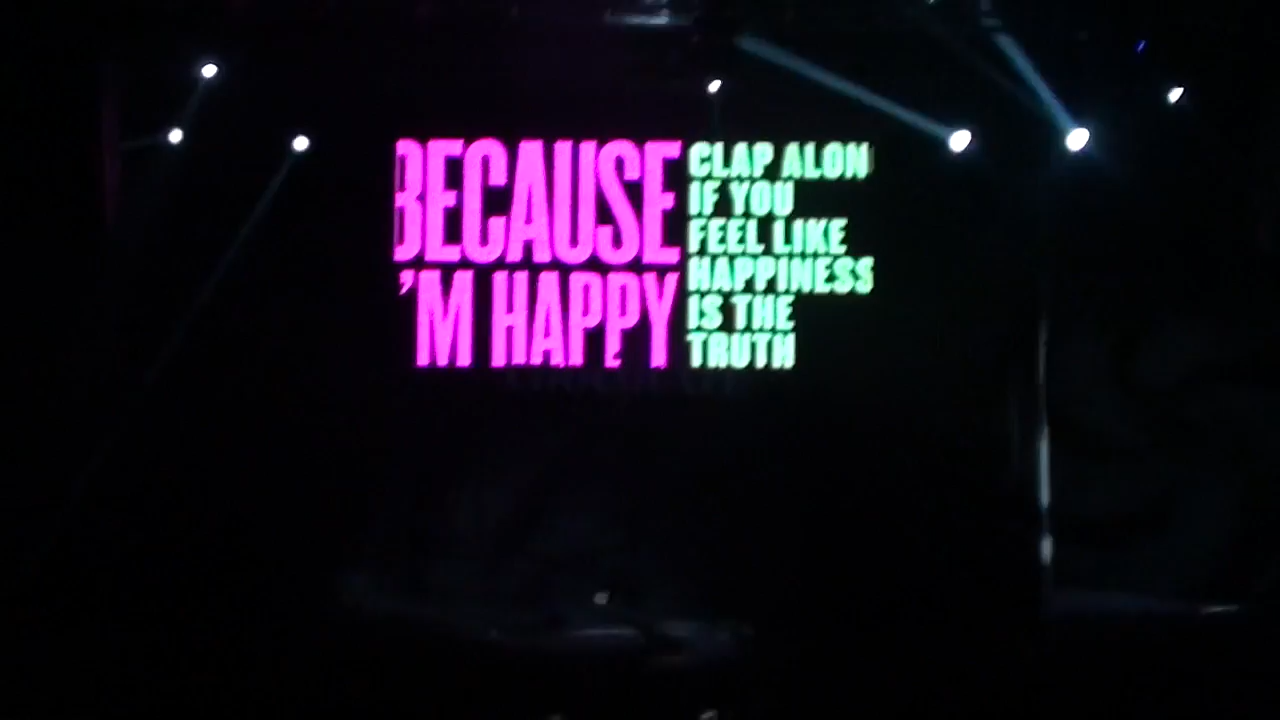 BECAUSE
'M HAPPY
CLAP ALON
IF YOU
FEEL LIKE
HAPPINESS
IS THE
TRUTH